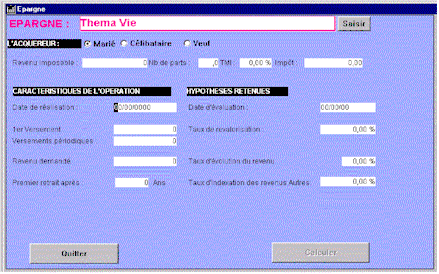 Epargne
EPARGNE : Thema Vie Saisir
L'ACQUEREUR : Marié Célibataire Veuf
Revenu imposable : 0 Nb de parts : ,0 TMI : 0,00 % Impôt : 0,00
CARACTERISTIQUES DE L'OPERATION HYPOTHESES RETENUES
Date de réalisation : 00/00/0000 Date d'évaluation : 00/00/00
1er Versement 0 Taux de revalorisation : 0,00 %
Versements périodiques 0
Revenu demandé 0 Taux d'évolution du revenu 0,00 %
Premier retrait après : 0 Ans Taux d'indexation des revenus Autres: 0,00 %
Quitter Calculer